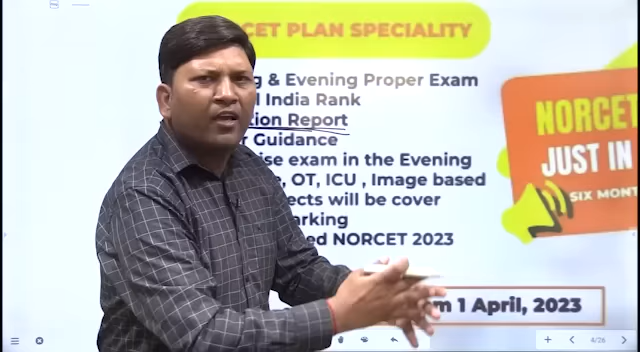 CET PLAN SPECIALITY
g & Evening Proper Exam
India Rank
tion Report
r Guidance
ise exam in the Evening
e, OT, ICU , Image based
ects will be cover
arking
ed NORCET 2023
m 1 April, 2023
NORCET
JUST IN
SIX MONT
4/26